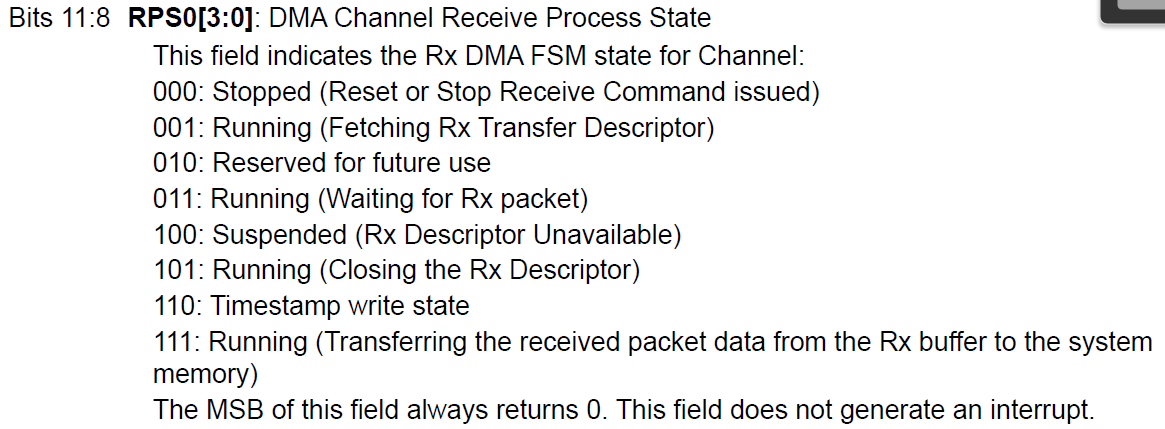 Bits 11:8 RPS0[3:0]: DMA Channel Receive Process State
This field indicates the Rx DMA FSM state for Channel:
000: Stopped (Reset or Stop Receive Command issued)
001: Running (Fetching Rx Transfer Descriptor)
010: Reserved for future use
011: Running (Waiting for Rx packet)
100: Suspended (Rx Descriptor Unavailable)
101: Running (Closing the Rx Descriptor)
110: Timestamp write state
111: Running (Transferring the received packet data from the Rx buffer to the system
memory)
The MSB of this field always returns 0. This field does not generate an interrupt.